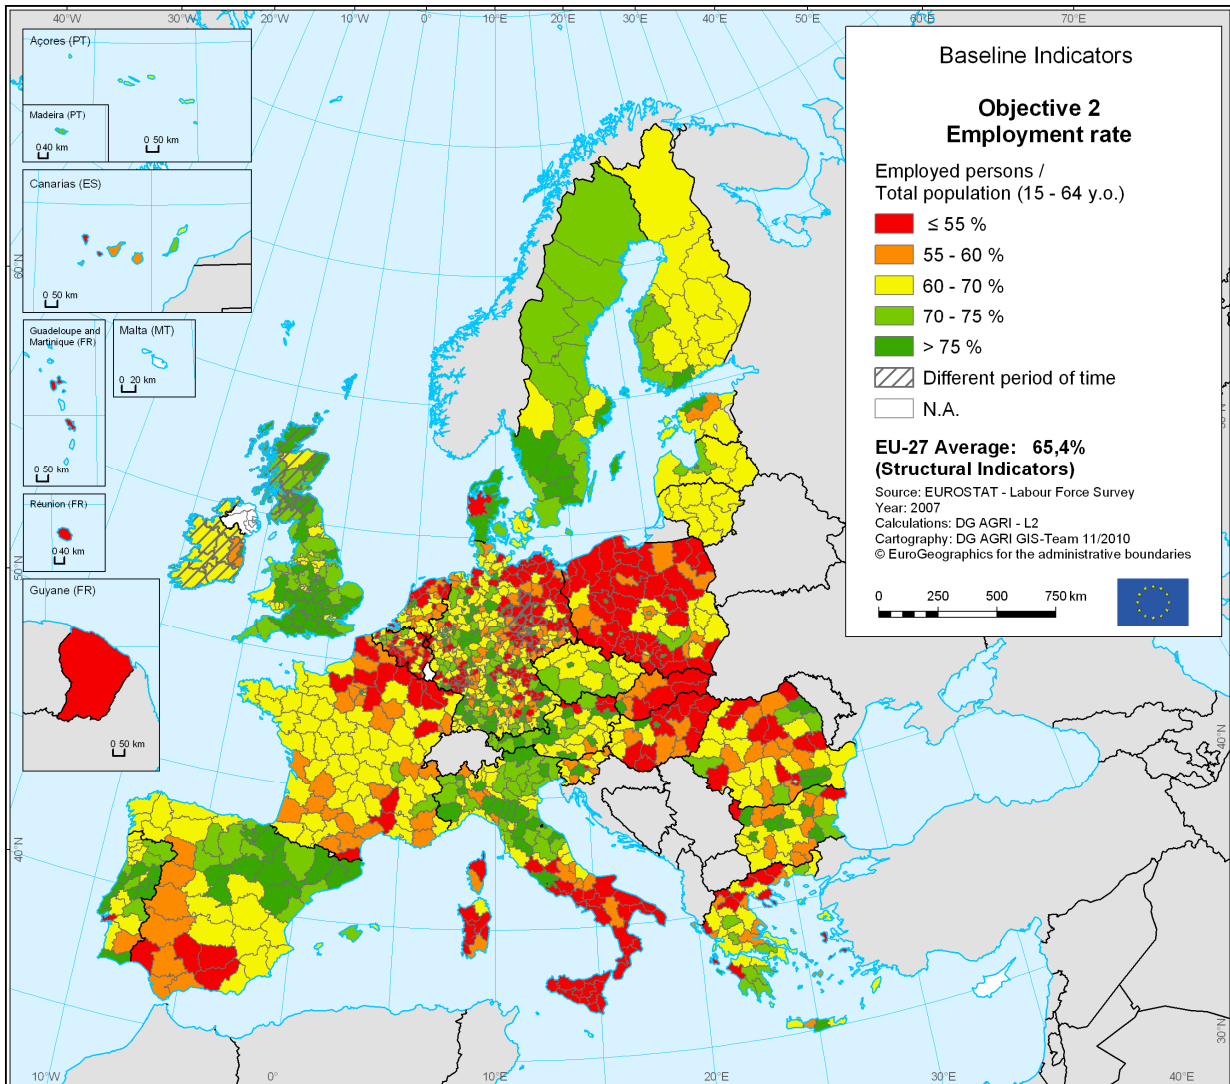 40°W
30°W
20°W
10°W
0°
10°E
20°E
30°E
40°E
50°E
60°E
70°E
Açores (PT)
Madeira (PT)
0 40 km
0 50 km
Canarias (ES)
0 50 km
Guadeloupe and
Martinique (FR)
0 50 km
Malta (MT)
0 20 km
Réunion (FR)
0 40 km
Guyane (FR)
0 50 km
Baseline Indicators
Objective 2
Employment rate
Employed persons /
Total population (15 - 64 y.o.)
≤ 55 %
55 - 60 %
60 - 70 %
70 - 75 %
> 75 %
Different period of time
N.A.
EU-27 Average: 65,4%
(Structural Indicators)
Source: EUROSTAT - Labour Force Survey
Year: 2007
Calculations: DG AGRI - L2
Cartography: DG AGRI GIS-Team 11/2010
© EuroGeographics for the administrative boundaries
0 250 500 750 km
60°N
50°N
40°N
40°N
30°N
10°W
0°
10°E
20°E
30°E
40°E